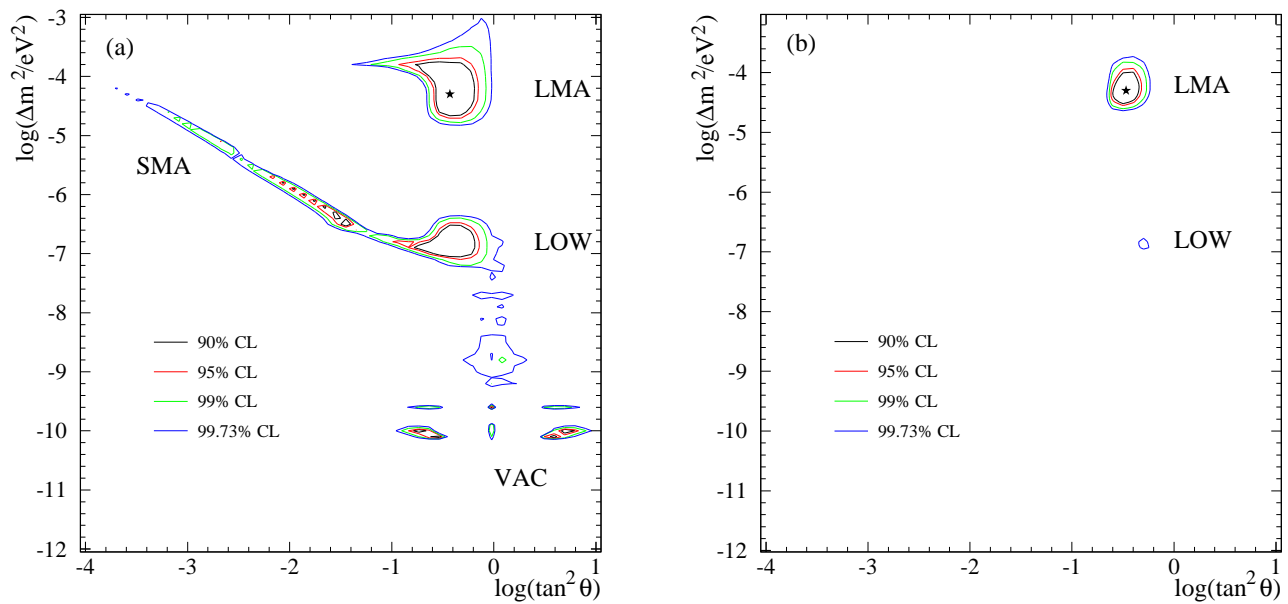 (a)
log(Δm²/eV²)
-3
-4
-5
-6
-7
-8
-9
-10
-11
-12
LMA
SMA
LOW
VAC
90% CL
95% CL
99% CL
99.73% CL
-4 -3 -2 -1 0 1
log(tan²θ)
(b)
log(Δm²/eV²)
-4
-5
-6
-7
-8
-9
-10
-11
-12
LMA
LOW
90% CL
95% CL
99% CL
99.73% CL
-4 -3 -2 -1 0 1
log(tan²θ)